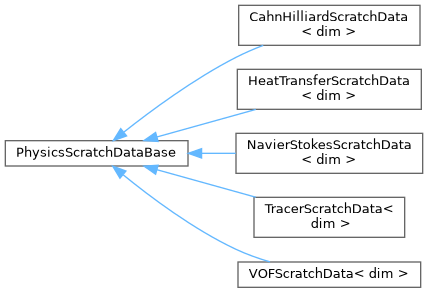 CahnHilliardScratchData
< dim >
HeatTransferScratchData
< dim >
NavierStokesScratchData
< dim >
PhysicsScratchDataBase
TracerScratchData<
dim >
VOFScratchData< dim >